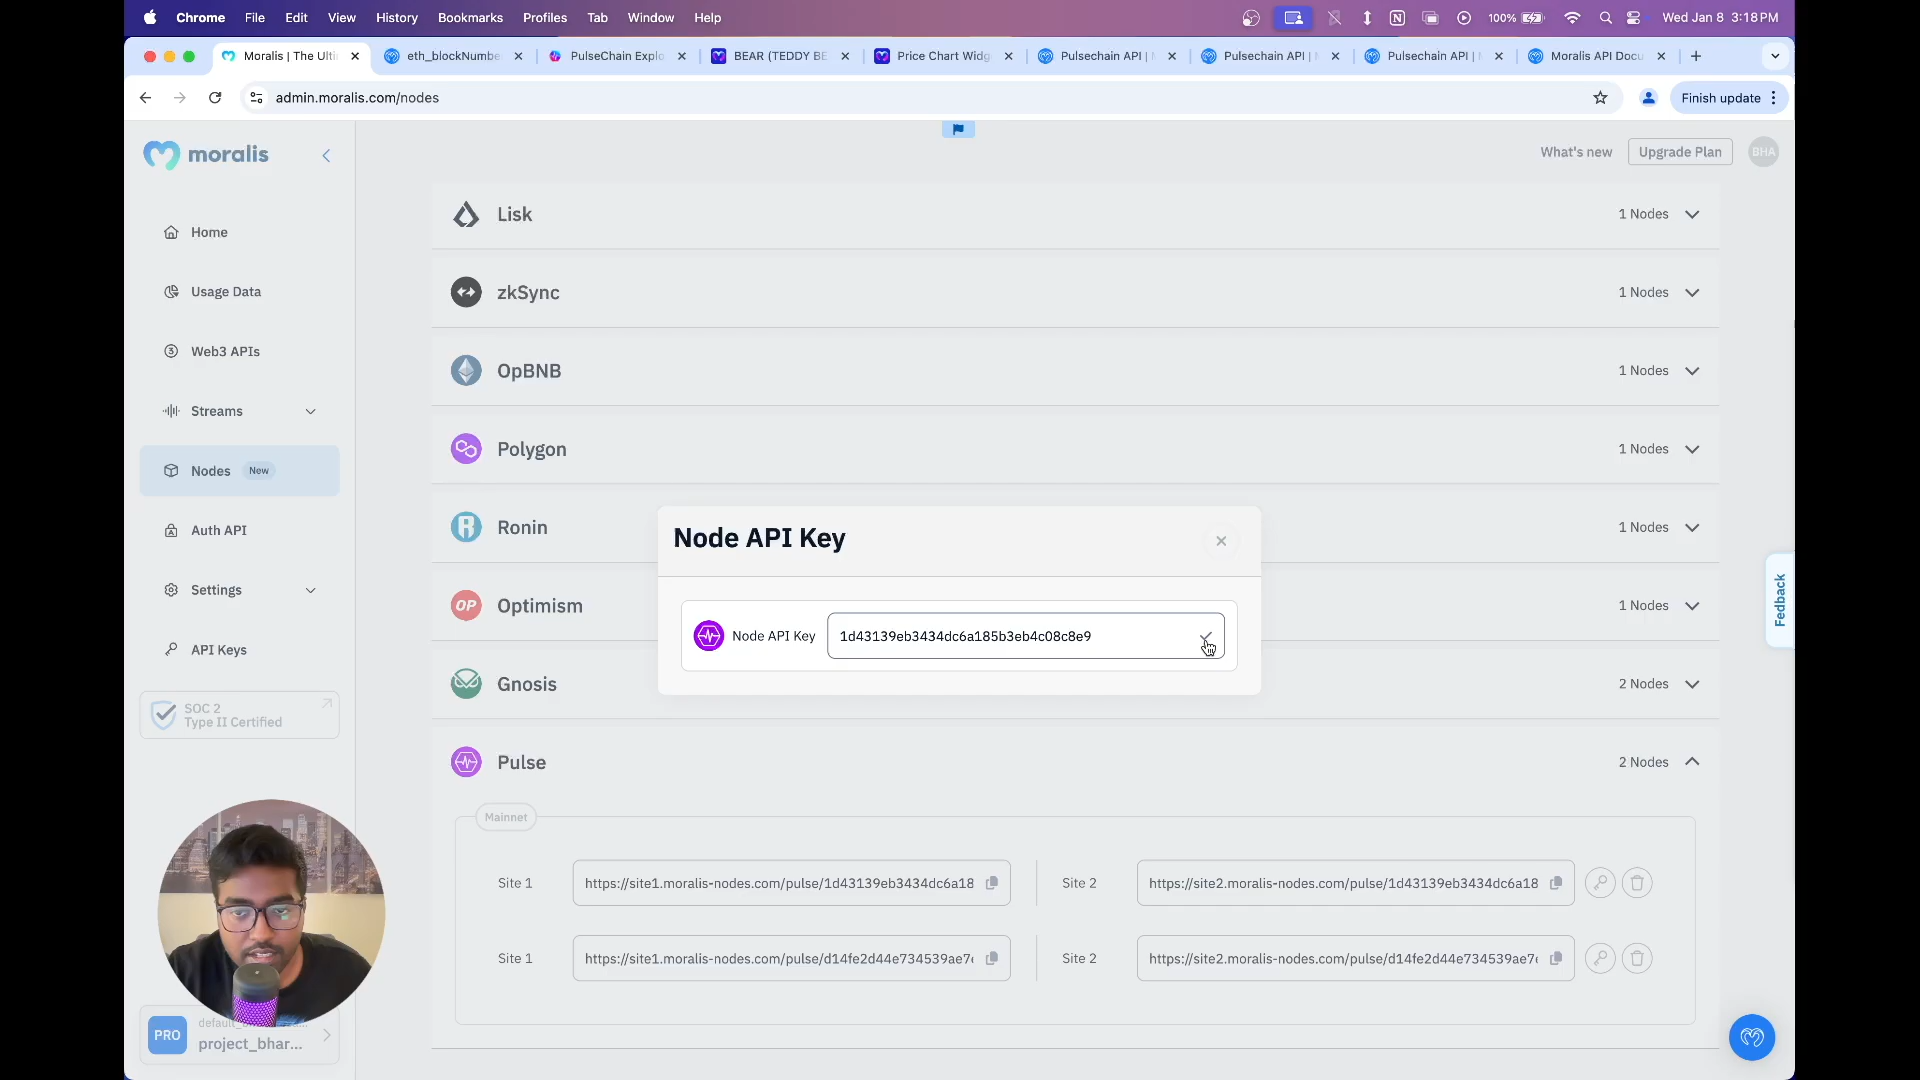 Chrome File Edit View History Bookmarks Profiles Tab Window Help
100% Wed Jan 8 3:18 PM
Moralis | The Ulti
eth_blockNumbe
PulseChain Explo
BEAR (TEDDY BE
Price Chart Widg
Pulsechain API |
Pulsechain API |
Pulsechain API |
Moralis API Docu
admin.moralis.com/nodes
Finish update
moralis
What's new
Upgrade Plan
BHA
Home
Usage Data
Web3 APIs
Streams
Nodes New
Auth API
Settings
API Keys
SOC 2
Type II Certified
PRO
project_bhar...
Lisk 1 Nodes
zkSync 1 Nodes
OpBNB 1 Nodes
Polygon 1 Nodes
Ronin 1 Nodes
OP Optimism 1 Nodes
Gnosis 2 Nodes
Pulse 2 Nodes
Node API Key
Node API Key 1d43139eb3434dc6a185b3eb4c08c8e9
Mainnet
Site 1 https://site1.moralis-nodes.com/pulse/1d43139eb3434dc6a18 Site 2 https://site2.moralis-nodes.com/pulse/1d43139eb3434dc6a18
Site 1 https://site1.moralis-nodes.com/pulse/d14fe2d44e734539ae7 Site 2 https://site2.moralis-nodes.com/pulse/d14fe2d44e734539ae7
Feedback